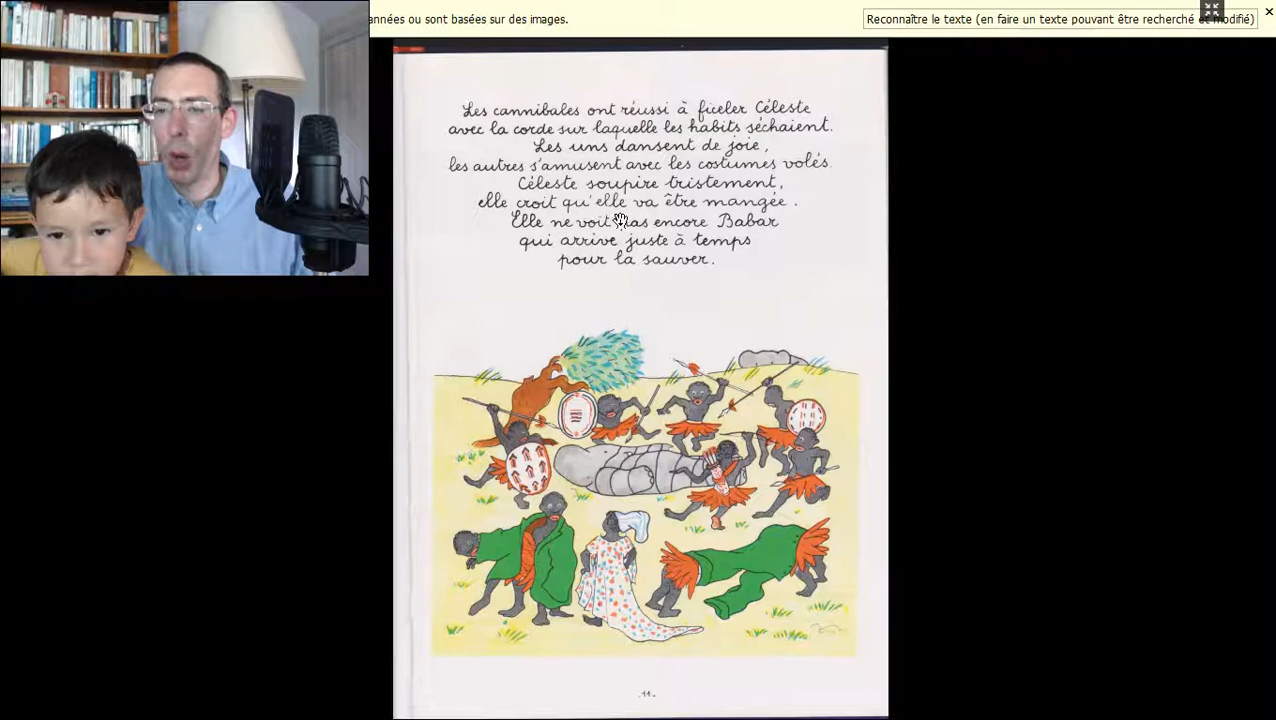 années ou sont basées sur des images.
Reconnaître le texte (en faire un texte pouvant être recherché et modifié)
Les cannibales ont réussi à ficeler Céleste
avec la corde sur laquelle les habits séchaient.
Les uns dansent de joie,
les autres s'amusent avec les costumes volés.
Céleste soupire tristement,
elle croit qu'elle va être mangée.
Elle ne voit pas encore Babar
qui arrive juste à temps
pour la sauver.
.11.